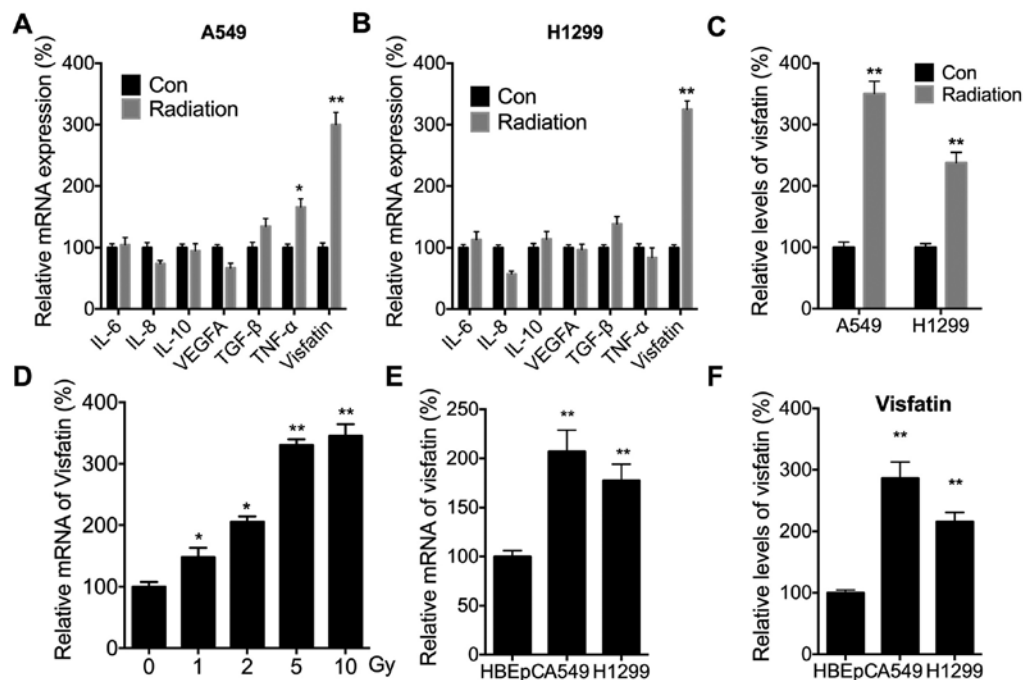 A
A549
Relative mRNA expression (%)
400
300
200
100
0
Con
Radiation
*
**
IL-6
IL-8
IL-10
VEGFA
TGF-β
TNF-α
Visfatin
B
H1299
Relative mRNA expression (%)
400
300
200
100
0
Con
Radiation
**
IL-6
IL-8
IL-10
VEGFA
TGF-β
TNF-α
Visfatin
C
Relative levels of visfatin (%)
400
300
200
100
0
**
**
Con
Radiation
A549
H1299
D
Relative mRNA of Visfatin (%)
400
300
200
100
0
*
*
**
**
0 1 2 5 10 Gy
E
Relative mRNA of visfatin (%)
250
200
150
100
50
0
**
**
HBEpC A549 H1299
F
Visfatin
Relative levels of visfatin (%)
400
300
200
100
0
**
**
HBEpC A549 H1299